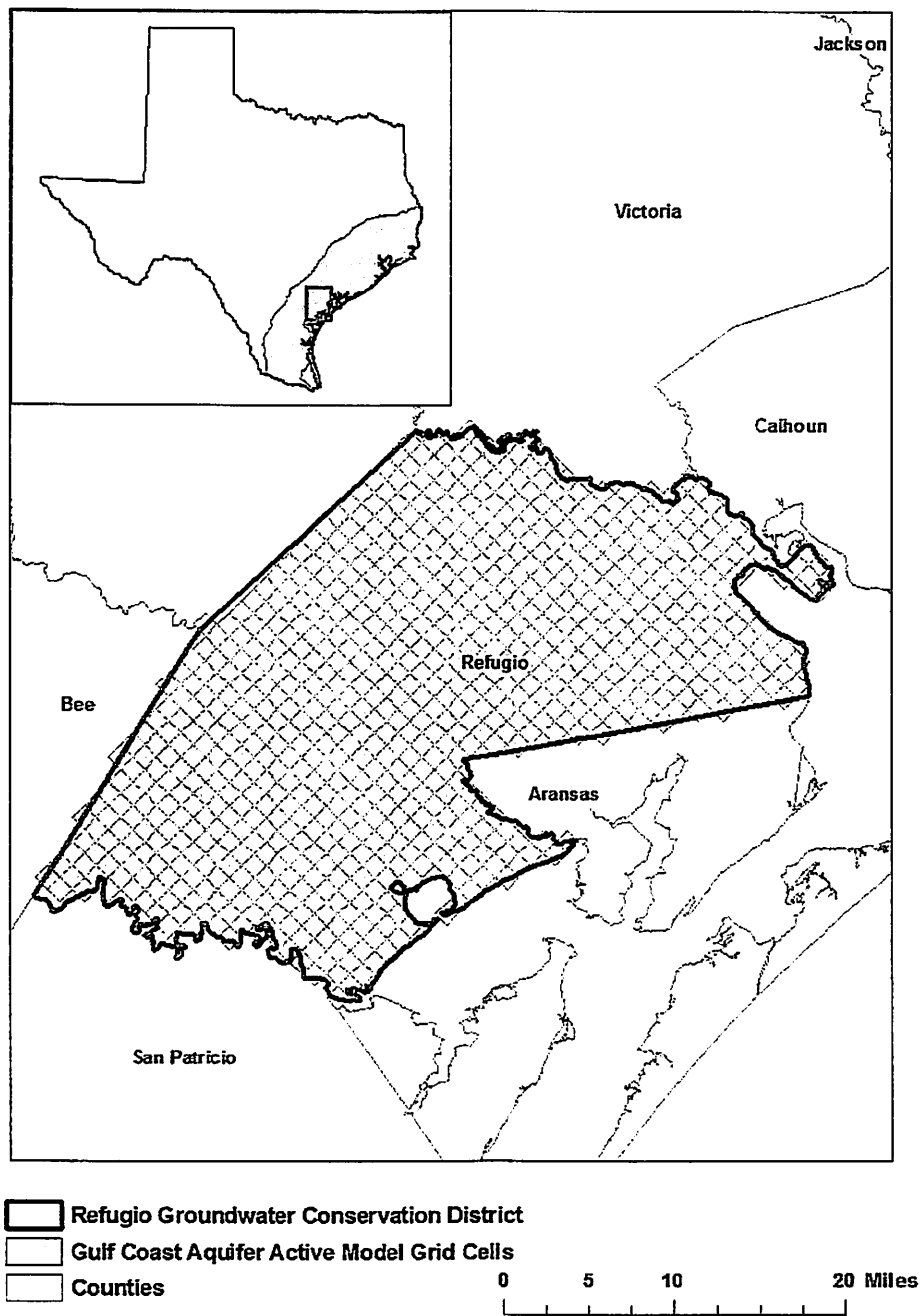 Jackson
Victoria
Calhoun
Refugio
Bee
Aransas
San Patricio
Refugio Groundwater Conservation District
Gulf Coast Aquifer Active Model Grid Cells
Counties
0 5 10 20 Miles